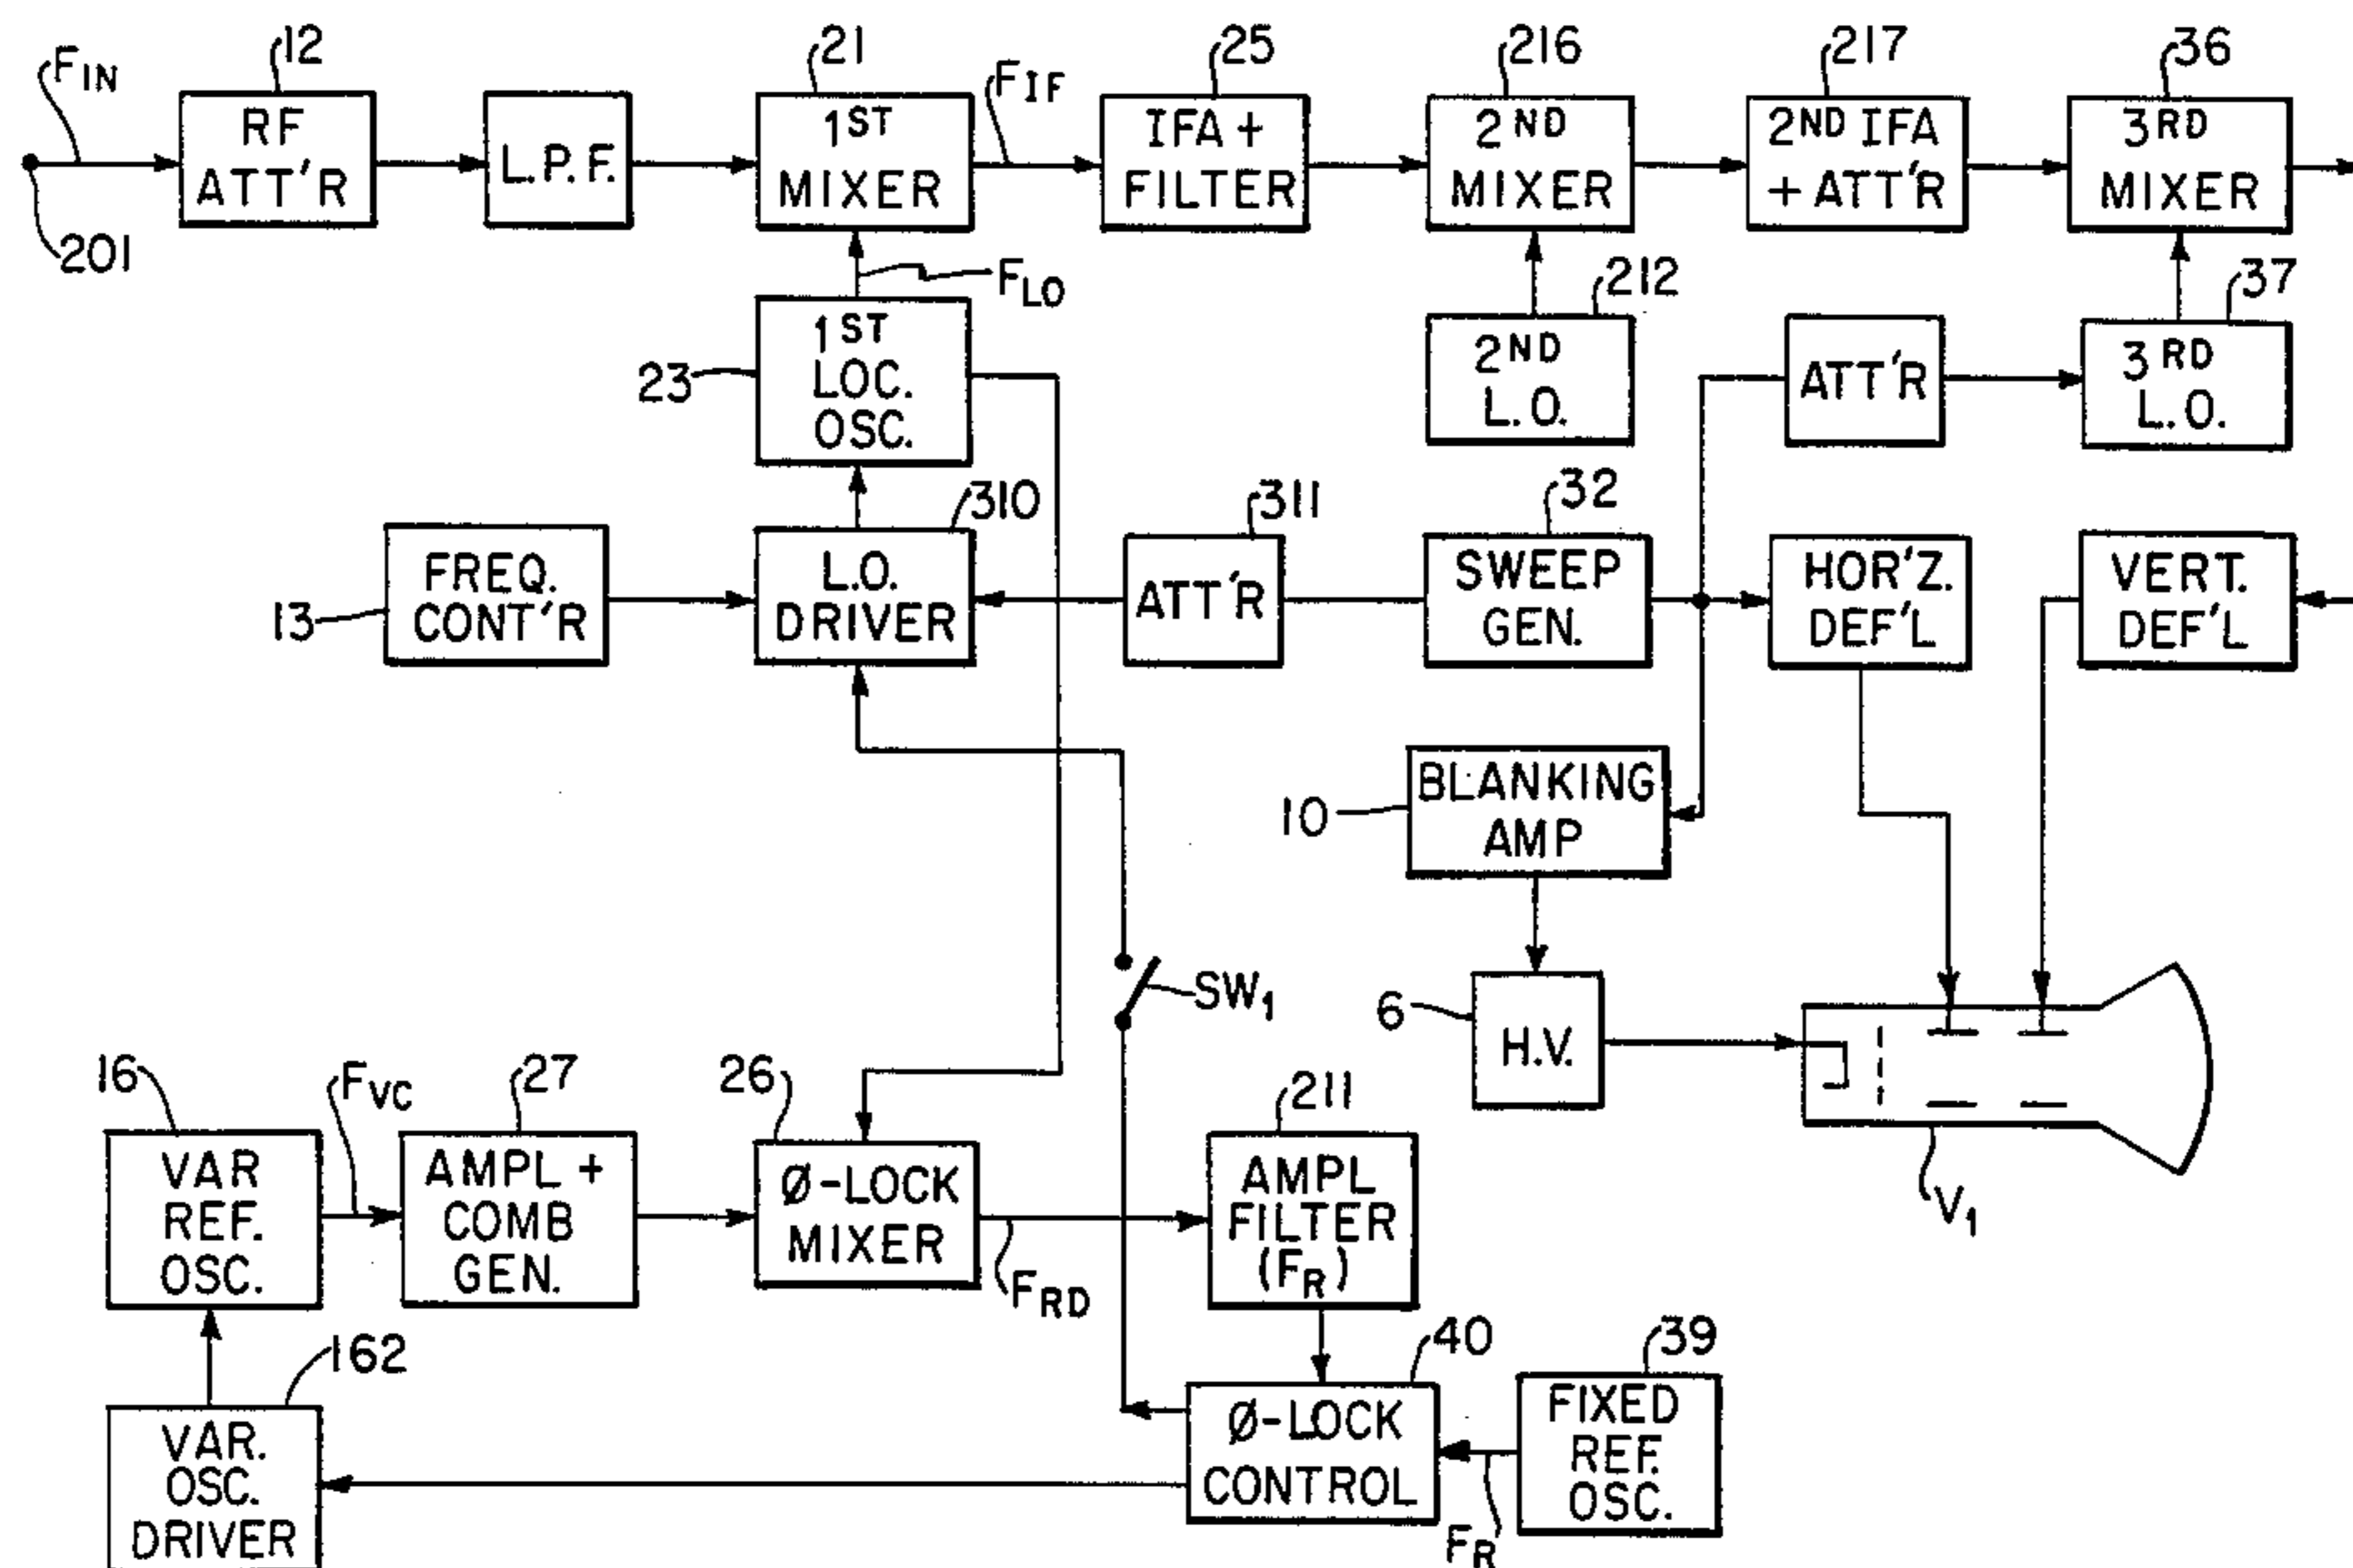 FIN
12
21
FIF
25
216
217
36
RF
ATT'R
L.P.F.
1ST
MIXER
IFA +
FILTER
2ND
MIXER
2ND IFA
+ ATT'R
3RD
MIXER
201
FLO
212
37
23
1ST
LOC.
OSC.
2ND
L.O.
ATT'R
3RD
L.O.
310
311
32
13
FREQ.
CONT'R
L.O.
DRIVER
ATT'R
SWEEP
GEN.
HOR'Z.
DEF'L
VERT.
DEF'L
10
BLANKING
AMP
SW1
6
H.V.
V1
16
FVC
27
26
211
VAR
REF.
OSC.
AMPL +
COMB
GEN.
Ø-LOCK
MIXER
FRD
AMPL
FILTER
(FR)
162
40
39
VAR.
OSC.
DRIVER
Ø-LOCK
CONTROL
FR
FIXED
REF.
OSC.